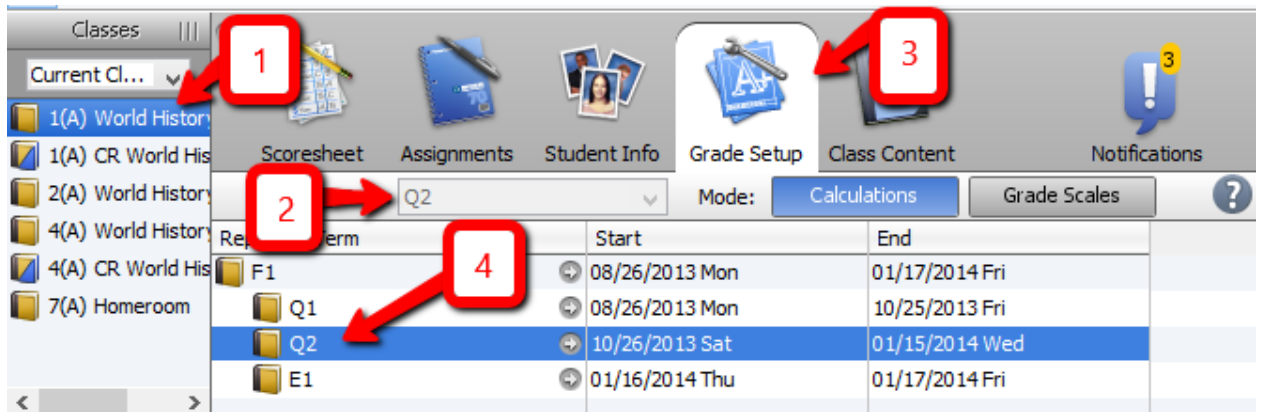 Classes
Current Cl...
1(A) World History
1(A) CR World His
2(A) World History
4(A) World History
4(A) CR World His
7(A) Homeroom
1
2
3
4
3
70
Scoresheet Assignments Student Info Grade Setup Class Content Notifications
Q2 Mode: Calculations Grade Scales ?
Term Start End
F1 08/26/2013 Mon 01/17/2014 Fri
Q1 08/26/2013 Mon 10/25/2013 Fri
Q2 10/26/2013 Sat 01/15/2014 Wed
E1 01/16/2014 Thu 01/17/2014 Fri